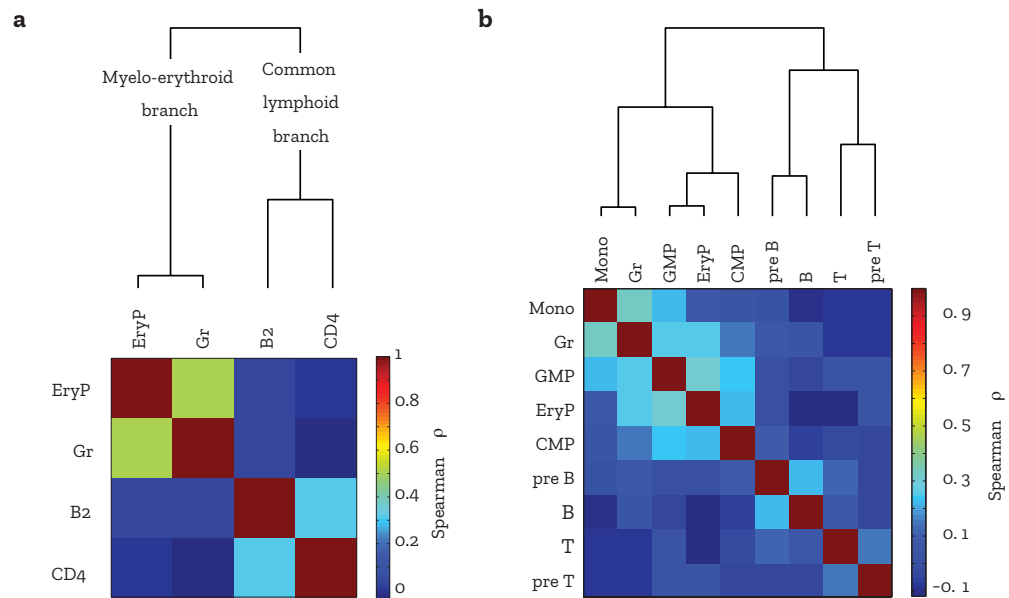 a
Myelo-erythroid
branch
Common
lymphoid
branch
EryP
Gr
B2
CD4
EryP
Gr
B2
CD4
1
0.8
0.6
0.4
0.2
0
Spearman ρ
b
Mono
Gr
GMP
EryP
CMP
pre B
B
T
pre T
Mono
Gr
GMP
EryP
CMP
pre B
B
T
pre T
0. 9
0. 7
0. 5
0. 3
0. 1
-0. 1
Spearman ρ